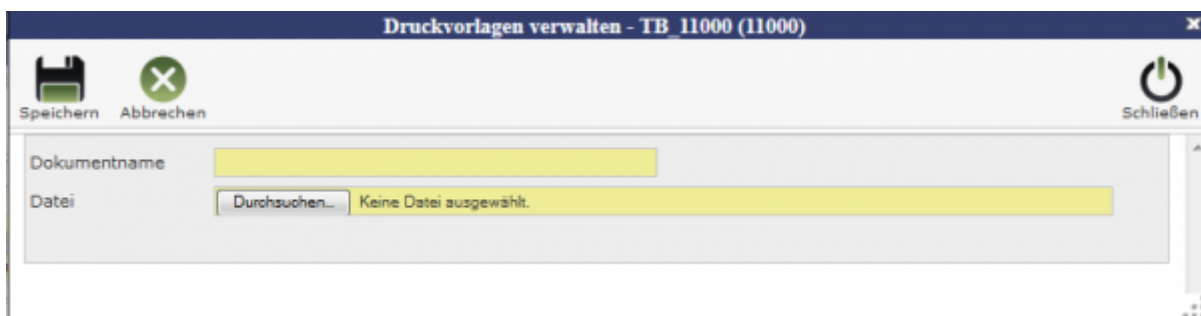 Druckvorlagen verwalten - TB_11000 (11000)
Speichern Abbrechen Schließen
Dokumentname
Datei Durchsuchen... Keine Datei ausgewählt.